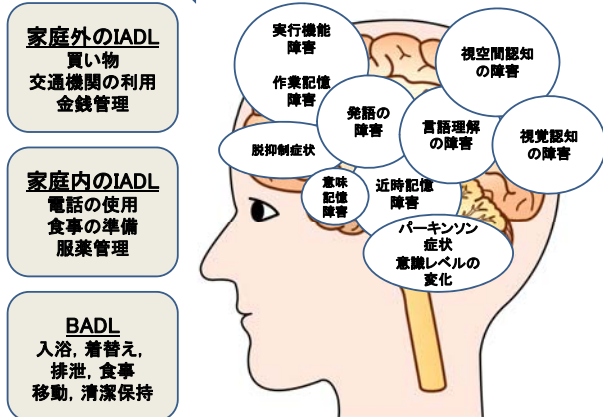 家庭外のIADL
買い物
交通機関の利用
金銭管理
家庭内のIADL
電話の使用
食事の準備
服薬管理
BADL
入浴, 着替え,
排泄, 食事
移動, 清潔保持
実行機能
障害
作業記憶
障害
脱抑制症状
発語の
障害
意味
記憶
障害
近時記憶
障害
言語理解
の障害
視空間認知
の障害
視覚認知
の障害
パーキンソン
症状
意識レベルの
変化